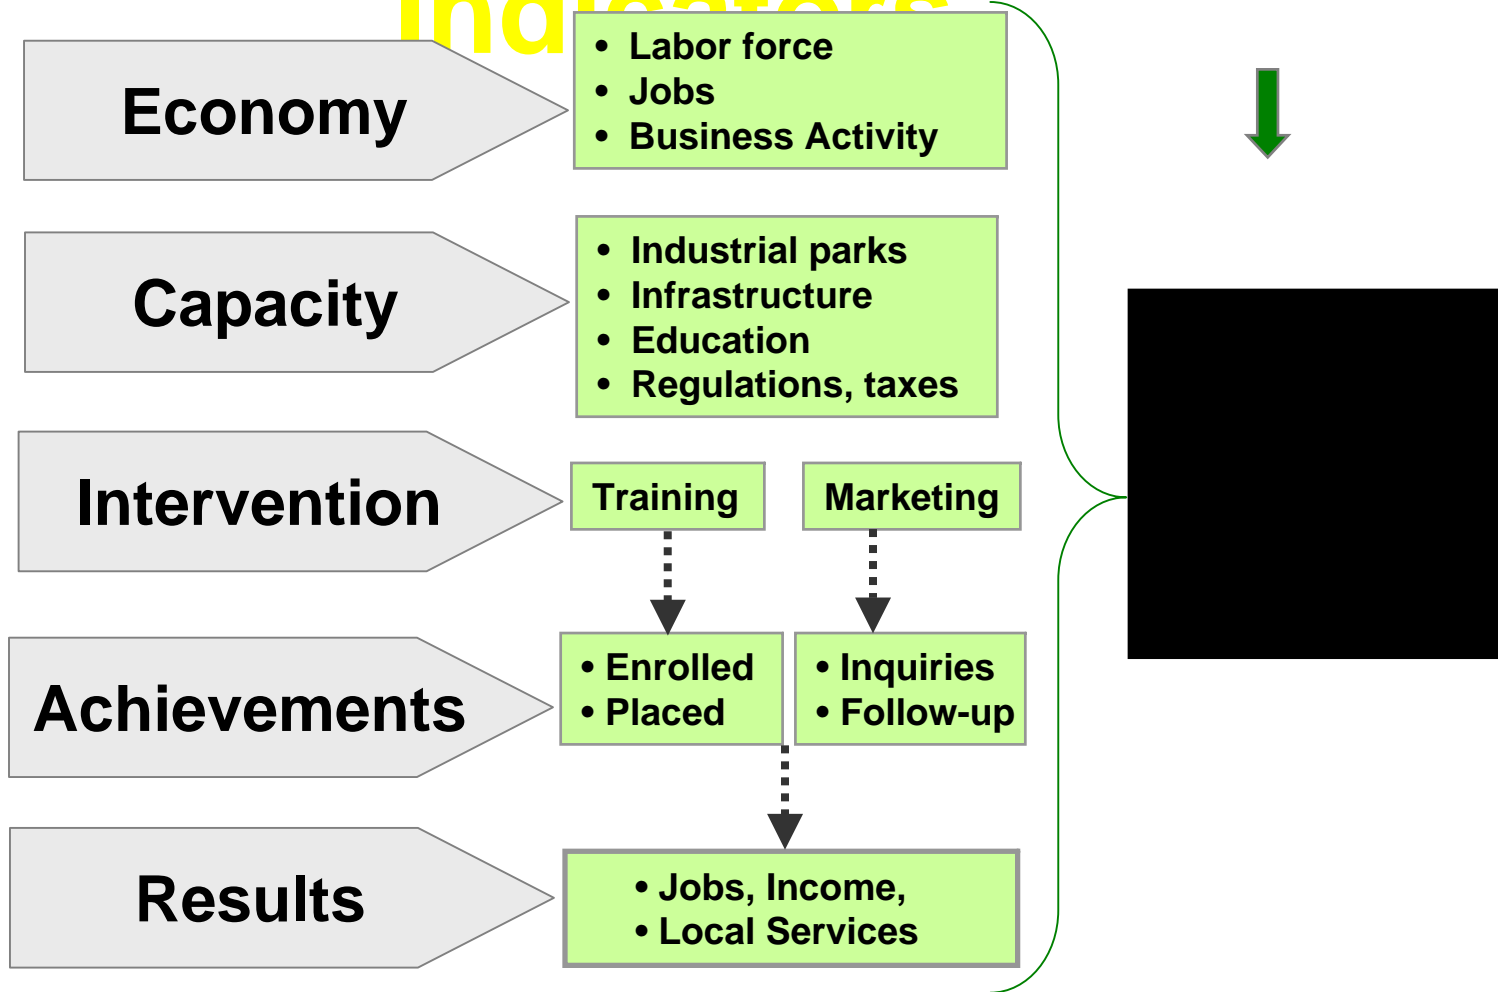 Indicators
Economy
• Labor force
• Jobs
• Business Activity
Capacity
• Industrial parks
• Infrastructure
• Education
• Regulations, taxes
Intervention
Training
Marketing
Achievements
• Enrolled
• Placed
• Inquiries
• Follow-up
Results
• Jobs, Income,
• Local Services